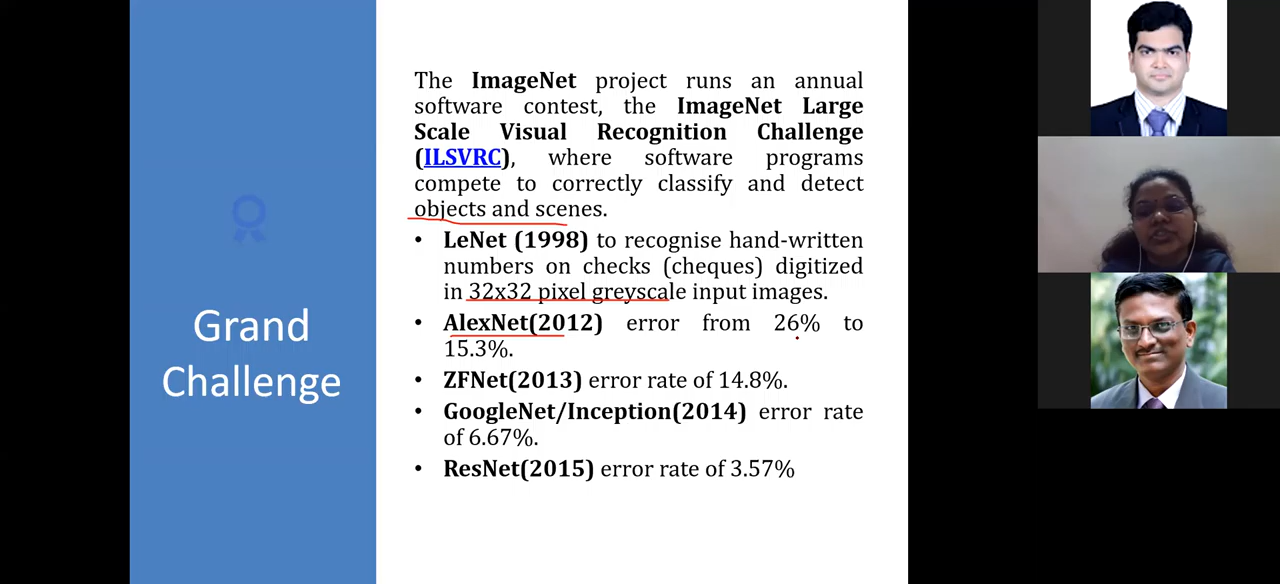 Grand
Challenge
The ImageNet project runs an annual
software contest, the ImageNet Large
Scale Visual Recognition Challenge
(ILSVRC), where software programs
compete to correctly classify and detect
objects and scenes.
• LeNet (1998) to recognise hand-written
numbers on checks (cheques) digitized
in 32x32 pixel greyscale input images.
• AlexNet(2012) error from 26% to
15.3%.
• ZFNet(2013) error rate of 14.8%.
• GoogleNet/Inception(2014) error rate
of 6.67%.
• ResNet(2015) error rate of 3.57%